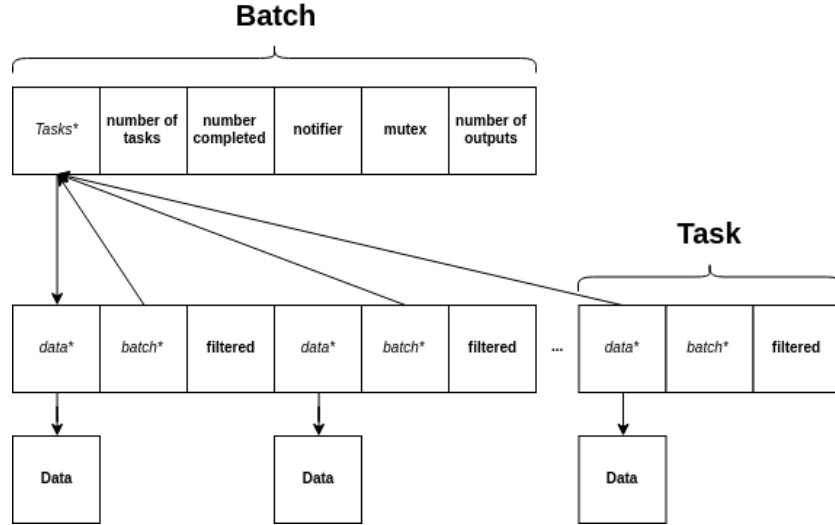 Batch
Tasks*
number of
tasks
number
completed
notifier
mutex
number of
outputs
Task
data*
batch*
filtered
data*
batch*
filtered
...
data*
batch*
filtered
Data
Data
Data